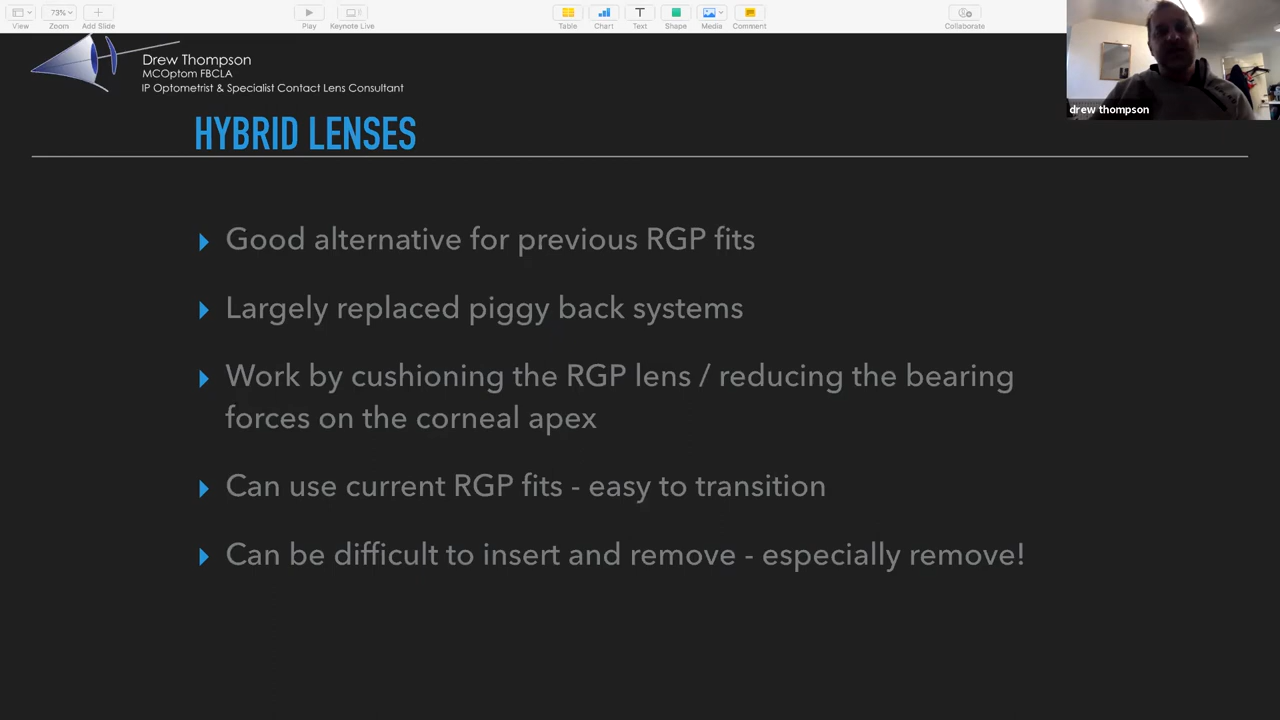 View
73%
Zoom
Add Slide
Play
Keynote Live
Table
Chart
Text
Shape
Media
Comment
Collaborate
Drew Thompson
MCOptom FBCLA
IP Optometrist & Specialist Contact Lens Consultant
drew thompson
HYBRID LENSES
Good alternative for previous RGP fits
Largely replaced piggy back systems
Work by cushioning the RGP lens / reducing the bearing
forces on the corneal apex
Can use current RGP fits - easy to transition
Can be difficult to insert and remove - especially remove!